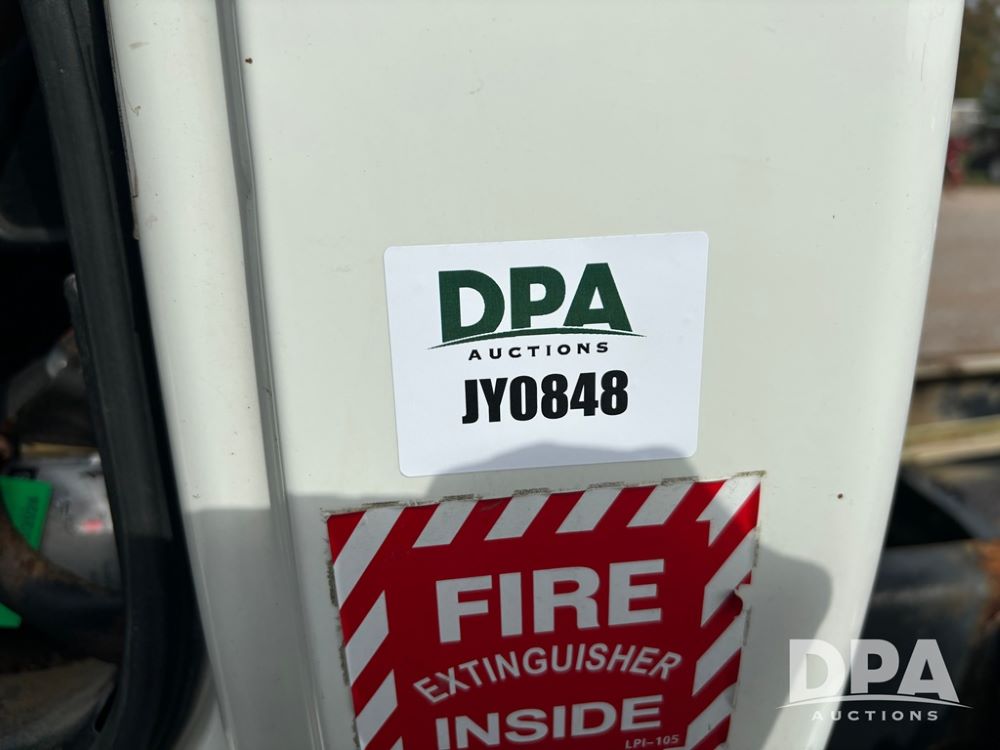 DPA
AUCTIONS
JY0848
FIRE
EXTINGUISHER
INSIDE
LPI-105
DPA
AUCTIONS